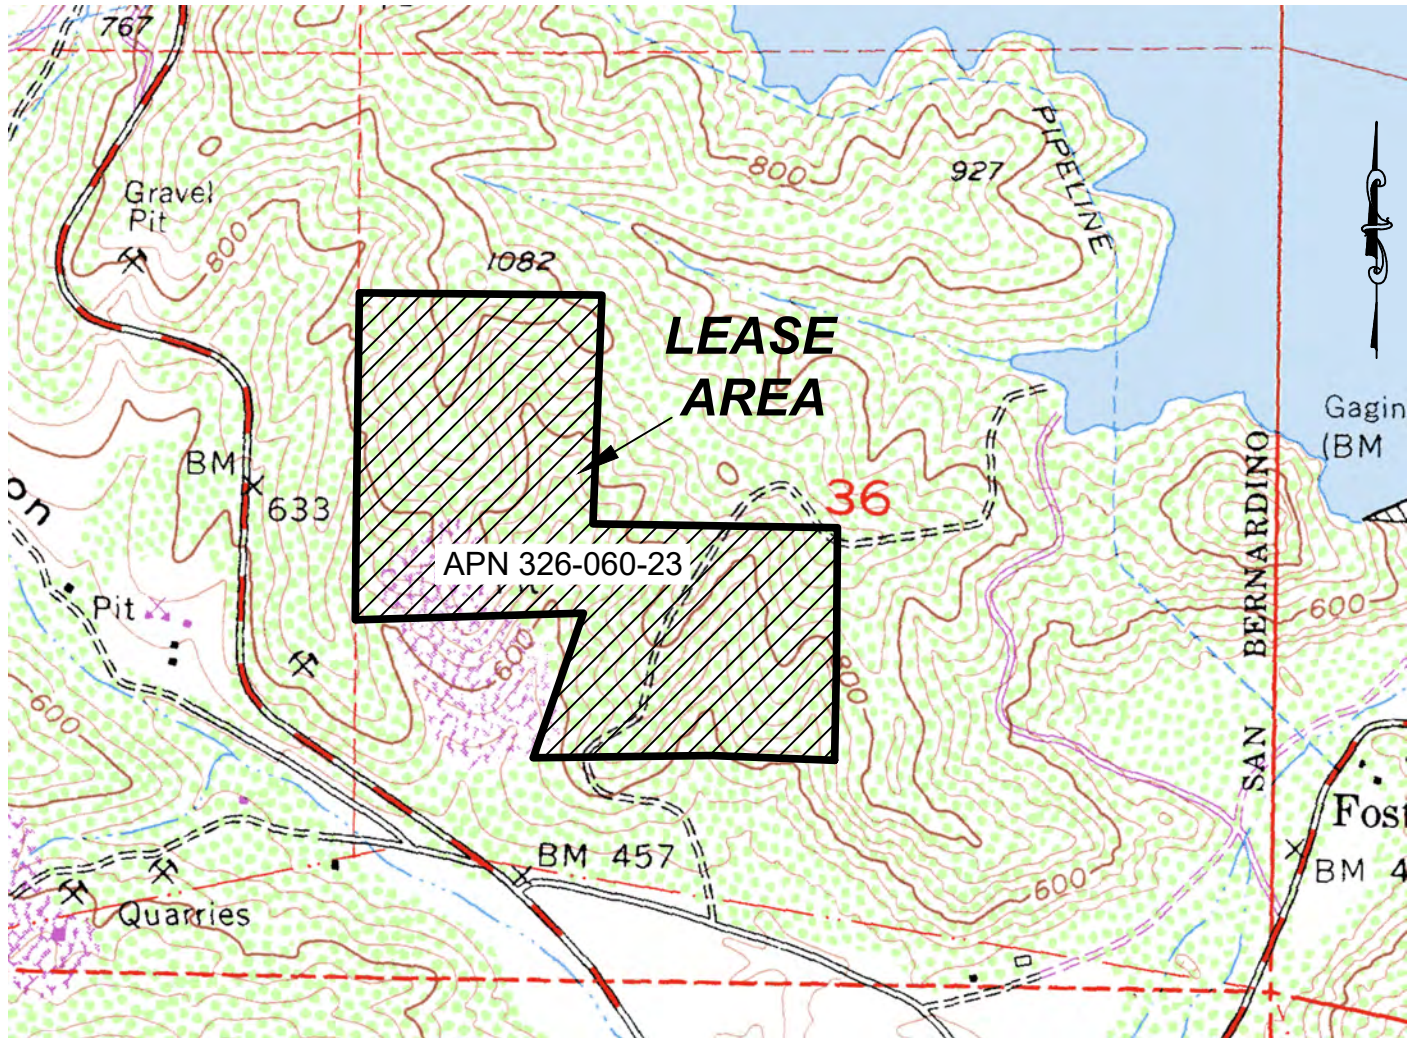 767
PIPELINE
800
927
Gravel
Pit
800
1082
LEASE
AREA
Gagin
(BM
BM
633
on
36
SAN BERNARDINO
APN 326-060-23
Pit
600
600
600
800
Fost
BM 457
BM 4
600
Quarries